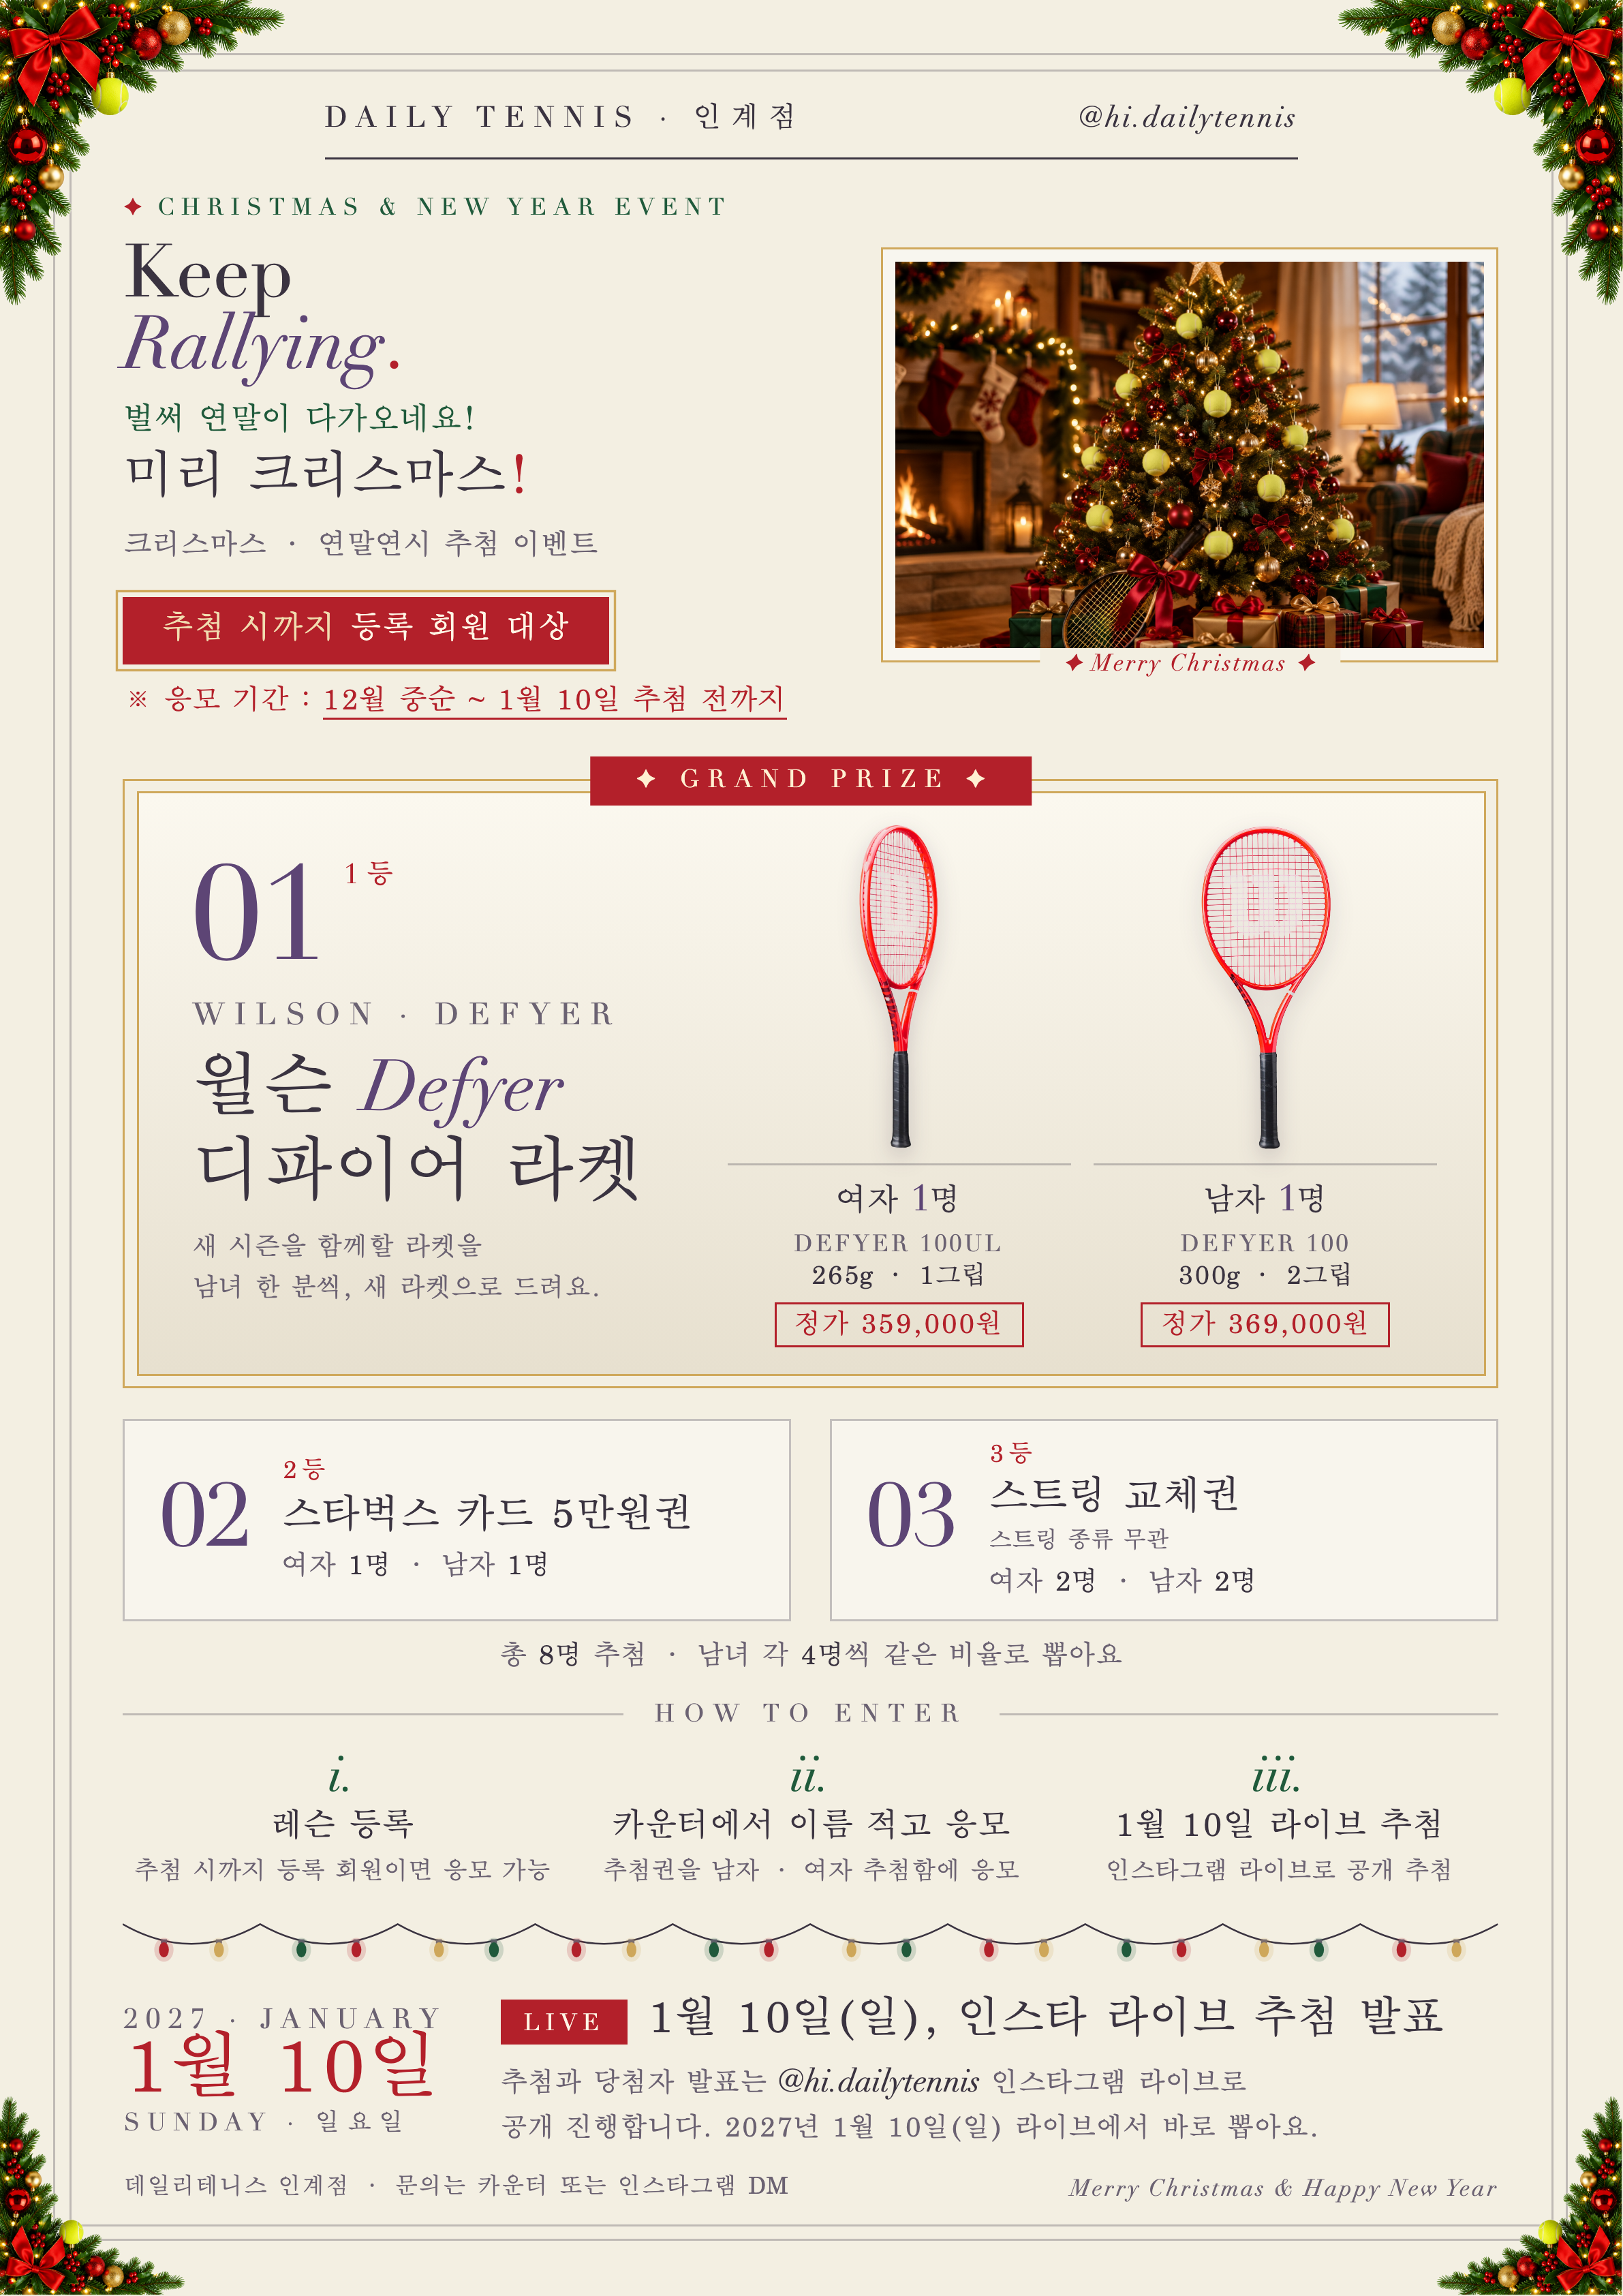 DAILY TENNIS · 인계점
@hi.dailytennis
✦ CHRISTMAS & NEW YEAR EVENT
Keep
Rallying.
벌써 연말이 다가오네요!
미리 크리스마스!
크리스마스 · 연말연시 추첨 이벤트
추첨 시까지 등록 회원 대상
※ 응모 기간 : 12월 중순 ~ 1월 10일 추첨 전까지
✦ Merry Christmas ✦
✦ GRAND PRIZE ✦
01 1등
WILSON · DEFYER
윌슨 Defyer
디파이어 라켓
새 시즌을 함께할 라켓을
남녀 한 분씩, 새 라켓으로 드려요.
여자 1명
DEFYER 100UL
265g · 1그립
정가 359,000원
남자 1명
DEFYER 100
300g · 2그립
정가 369,000원
02
2등
스타벅스 카드 5만원권
여자 1명 · 남자 1명
03
3등
스트링 교체권
스트링 종류 무관
여자 2명 · 남자 2명
총 8명 추첨 · 남녀 각 4명씩 같은 비율로 뽑아요
HOW TO ENTER
i.
레슨 등록
추첨 시까지 등록 회원이면 응모 가능
ii.
카운터에서 이름 적고 응모
추첨권을 남자 · 여자 추첨함에 응모
iii.
1월 10일 라이브 추첨
인스타그램 라이브로 공개 추첨
2027 · JANUARY
1월 10일
SUNDAY · 일요일
LIVE 1월 10일(일), 인스타 라이브 추첨 발표
추첨과 당첨자 발표는 @hi.dailytennis 인스타그램 라이브로
공개 진행합니다. 2027년 1월 10일(일) 라이브에서 바로 뽑아요.
데일리테니스 인계점 · 문의는 카운터 또는 인스타그램 DM
Merry Christmas & Happy New Year